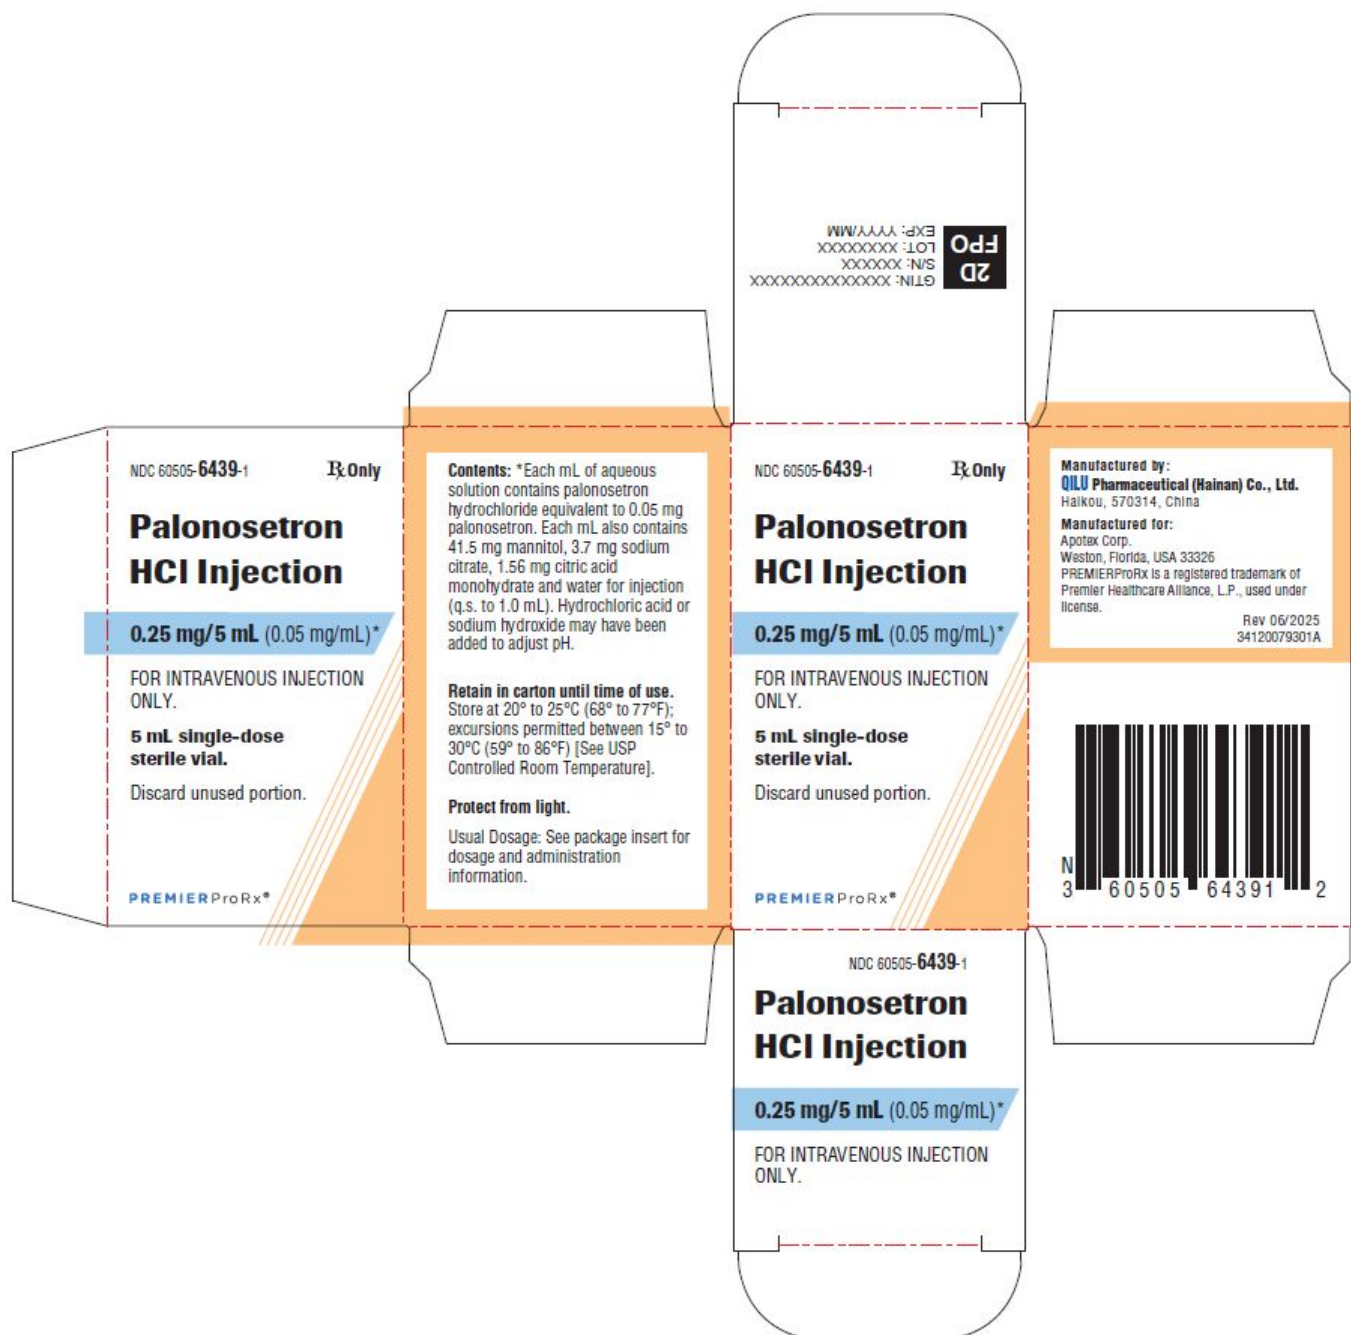 GTIN: XXXXXXXXXXXXXXX
S/N: XXXXXX
LOT: XXXXXXXXX
EXP: YYYY/MM
2D
FPO
NDC 60505-6439-1
Rx Only
Palonosetron
HCl Injection
0.25 mg/5 mL (0.05 mg/mL)*
FOR INTRAVENOUS INJECTION
ONLY.
5 mL single-dose
sterile vial.
Discard unused portion.
PREMIERProRx®
Contents: *Each mL of aqueous
solution contains palonosetron
hydrochloride equivalent to 0.05 mg
palonosetron. Each mL also contains
41.5 mg mannitol, 3.7 mg sodium
citrate, 1.56 mg citric acid
monohydrate and water for injection
(q.s. to 1.0 mL). Hydrochloric acid or
sodium hydroxide may have been
added to adjust pH.
Retain in carton until time of use.
Store at 20° to 25°C (68° to 77°F);
excursions permitted between 15° to
30°C (59° to 86°F) [See USP
Controlled Room Temperature].
Protect from light.
Usual Dosage: See package insert for
dosage and administration
information.
NDC 60505-6439-1
Rx Only
Palonosetron
HCl Injection
0.25 mg/5 mL (0.05 mg/mL)*
FOR INTRAVENOUS INJECTION
ONLY.
5 mL single-dose
sterile vial.
Discard unused portion.
PREMIERProRx®
Manufactured by:
QILU Pharmaceutical (Hainan) Co., Ltd.
Haikou, 570314, China
Manufactured for:
Apotex Corp.
Weston, Florida, USA 33326
PREMIERProRx is a registered trademark of
Premier Healthcare Alliance, L.P., used under
license.
Rev 06/2025
34120079301A
N
3 60505 64391 2
NDC 60505-6439-1
Palonosetron
HCl Injection
0.25 mg/5 mL (0.05 mg/mL)*
FOR INTRAVENOUS INJECTION
ONLY.